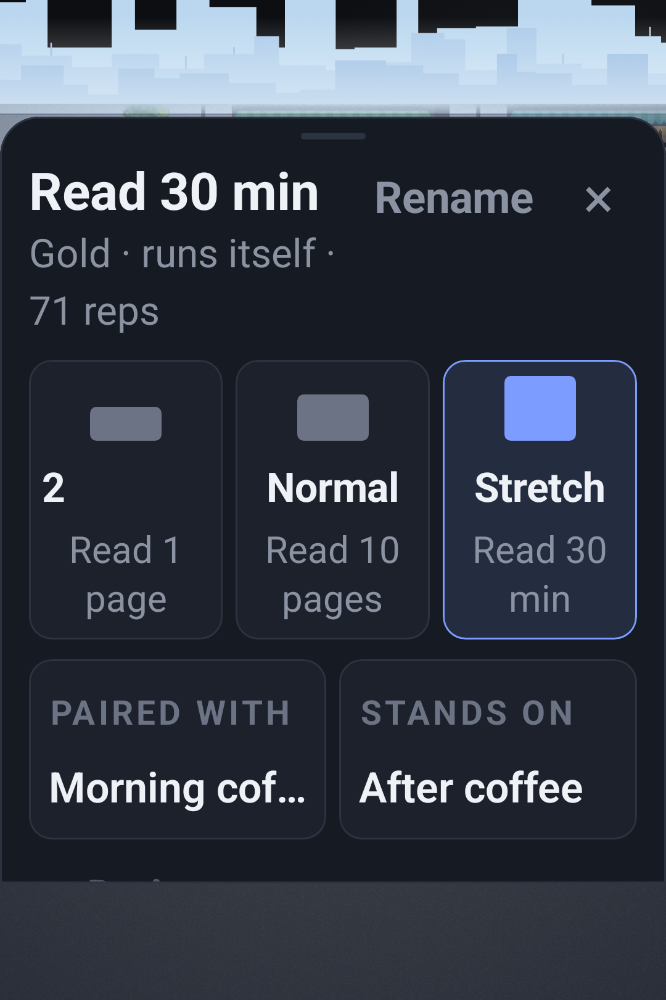 Read 30 min
Rename
×
Gold · runs itself ·
71 reps
2
Normal
Stretch
Read 1
page
Read 10
pages
Read 30
min
PAIRED WITH
STANDS ON
Morning cof...
After coffee